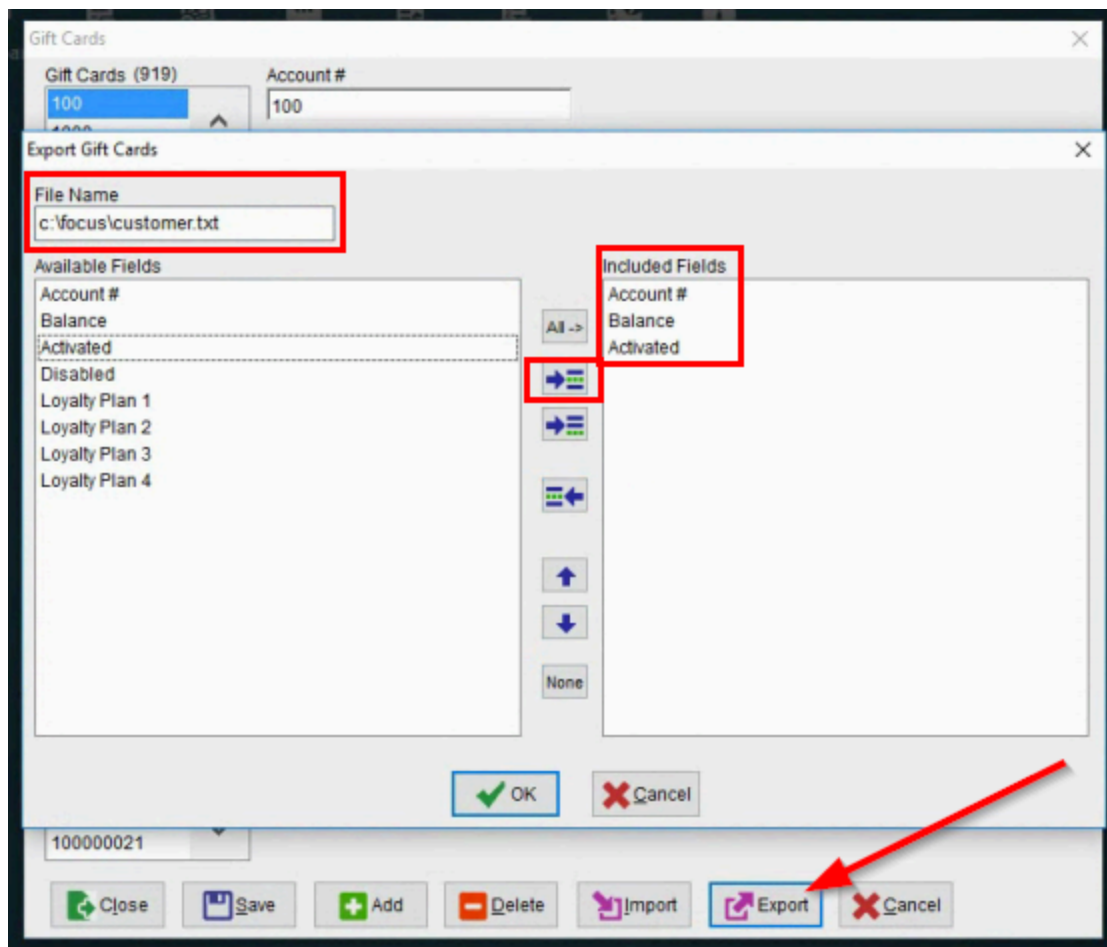 Gift Cards
Gift Cards (919)
Account #
100
100
Export Gift Cards
File Name
c:\focus\customer.txt
Available Fields
Included Fields
Account #
Balance
Activated
Disabled
Loyalty Plan 1
Loyalty Plan 2
Loyalty Plan 3
Loyalty Plan 4
All ->
None
Account #
Balance
Activated
OK
Cancel
100000021
Close
Save
Add
Delete
Import
Export
Cancel